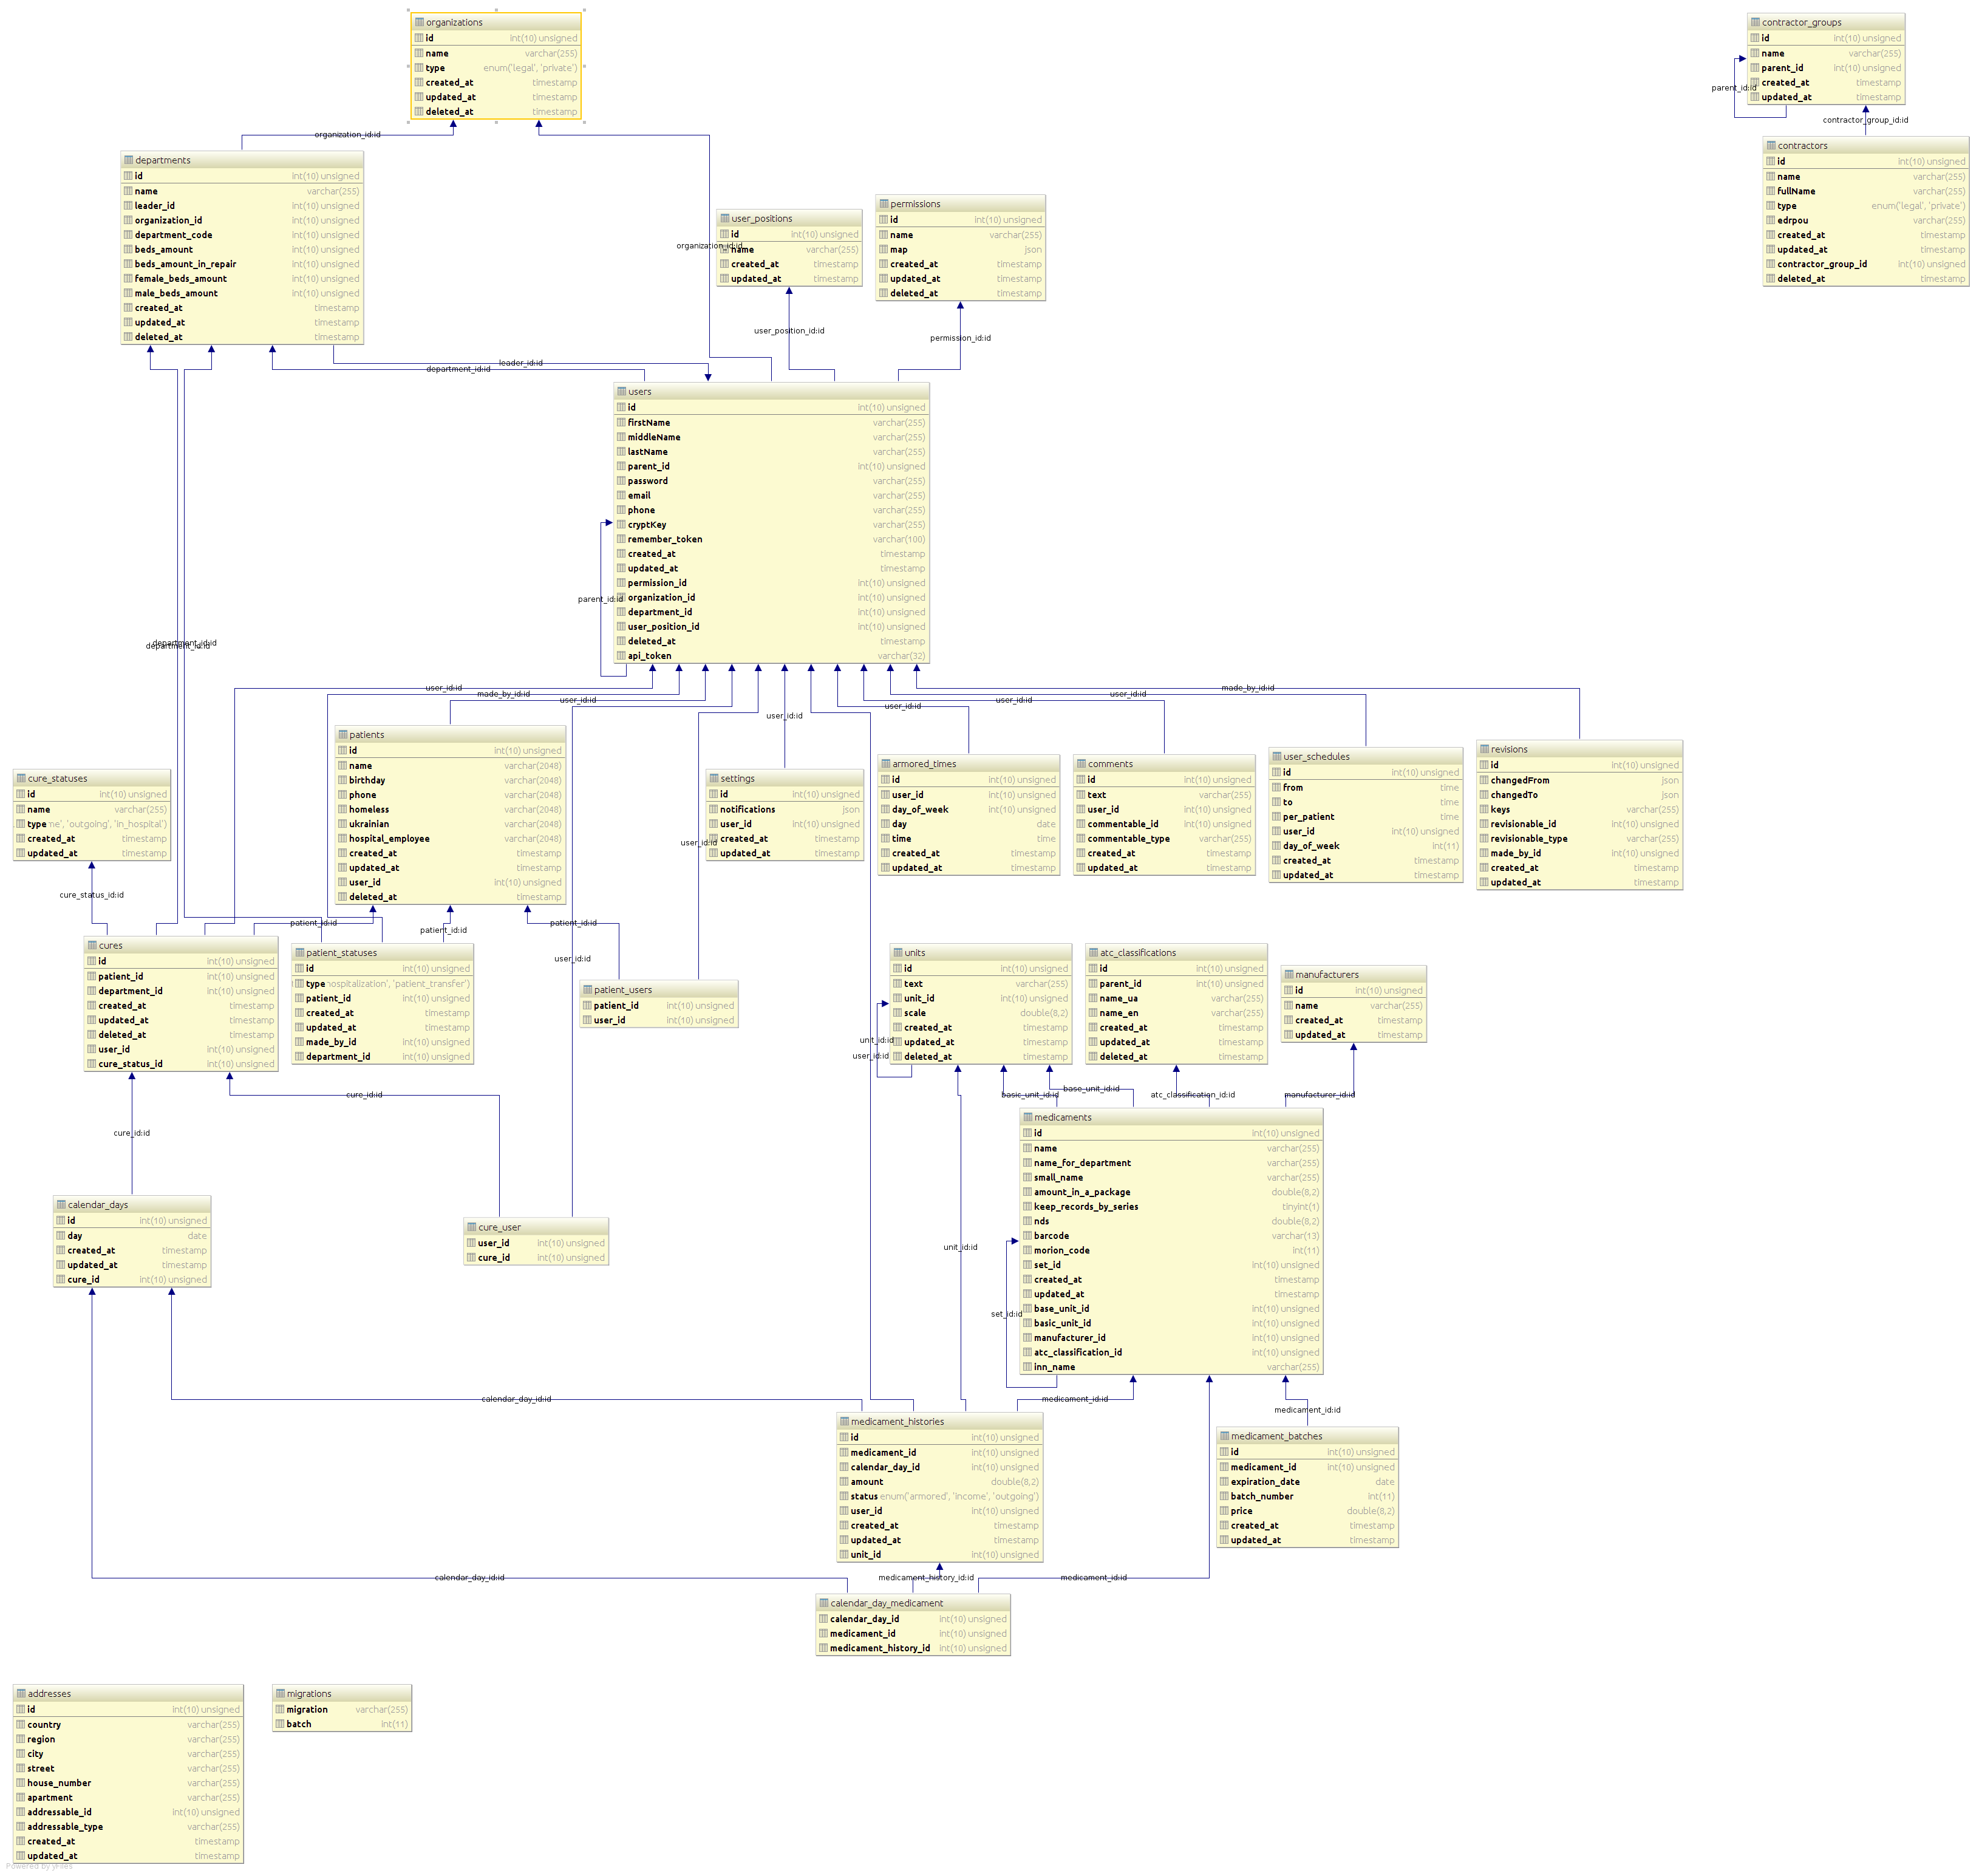 organizations
id int(10) unsigned
name varchar(255)
type enum('legal', 'private')
created_at timestamp
updated_at timestamp
deleted_at timestamp
contractor_groups
id int(10) unsigned
name varchar(255)
parent_id int(10) unsigned
created_at timestamp
updated_at timestamp
parent_id:id
contractor_group_id:id
contractors
id int(10) unsigned
name varchar(255)
fullName varchar(255)
type enum('legal', 'private')
edrpou varchar(255)
created_at timestamp
updated_at timestamp
contractor_group_id int(10) unsigned
deleted_at timestamp
organization_id:id
departments
id int(10) unsigned
name varchar(255)
leader_id int(10) unsigned
organization_id int(10) unsigned
department_code int(10) unsigned
beds_amount int(10) unsigned
beds_amount_in_repair int(10) unsigned
female_beds_amount int(10) unsigned
male_beds_amount int(10) unsigned
created_at timestamp
updated_at timestamp
deleted_at timestamp
user_positions
id int(10) unsigned
name varchar(255)
created_at timestamp
updated_at timestamp
organization_id:id
permissions
id int(10) unsigned
name varchar(255)
map json
created_at timestamp
updated_at timestamp
deleted_at timestamp
user_position_id:id
permission_id:id
leader_id:id
department_id:id
users
id int(10) unsigned
firstName varchar(255)
middleName varchar(255)
lastName varchar(255)
parent_id int(10) unsigned
password varchar(255)
email varchar(255)
phone varchar(255)
cryptKey varchar(255)
remember_token varchar(100)
created_at timestamp
updated_at timestamp
permission_id int(10) unsigned
organization_id int(10) unsigned
department_id int(10) unsigned
user_position_id int(10) unsigned
deleted_at timestamp
api_token varchar(32)
parent_id:id
department_id:id
department_id:id
user_id:id
made_by_id:id
user_id:id
user_id:id
user_id:id
user_id:id
user_id:id
made_by_id:id
patients
id int(10) unsigned
name varchar(2048)
birthday varchar(2048)
phone varchar(2048)
homeless varchar(2048)
ukrainian varchar(2048)
hospital_employee varchar(2048)
created_at timestamp
updated_at timestamp
user_id int(10) unsigned
deleted_at timestamp
cure_statuses
id int(10) unsigned
name varchar(255)
type ne', 'outgoing', 'in_hospital')
created_at timestamp
updated_at timestamp
settings
id int(10) unsigned
notifications json
user_id int(10) unsigned
created_at timestamp
updated_at timestamp
user_id:id
armored_times
id int(10) unsigned
user_id int(10) unsigned
day_of_week int(10) unsigned
day date
time time
created_at timestamp
updated_at timestamp
comments
id int(10) unsigned
text varchar(255)
user_id int(10) unsigned
commentable_id int(10) unsigned
commentable_type varchar(255)
created_at timestamp
updated_at timestamp
user_schedules
id int(10) unsigned
from time
to time
per_patient time
user_id int(10) unsigned
day_of_week int(11)
created_at timestamp
updated_at timestamp
revisions
id int(10) unsigned
changedFrom json
changedTo json
keys varchar(255)
revisionable_id int(10) unsigned
revisionable_type varchar(255)
made_by_id int(10) unsigned
created_at timestamp
updated_at timestamp
cure_status_id:id
patient_id:id
patient_id:id
patient_id:id
user_id:id
cures
id int(10) unsigned
patient_id int(10) unsigned
department_id int(10) unsigned
created_at timestamp
updated_at timestamp
deleted_at timestamp
user_id int(10) unsigned
cure_status_id int(10) unsigned
patient_statuses
id int(10) unsigned
type hospitalization', 'patient_transfer')
patient_id int(10) unsigned
created_at timestamp
updated_at timestamp
made_by_id int(10) unsigned
department_id int(10) unsigned
patient_users
patient_id int(10) unsigned
user_id int(10) unsigned
units
id int(10) unsigned
text varchar(255)
unit_id int(10) unsigned
scale double(8,2)
created_at timestamp
updated_at timestamp
deleted_at timestamp
unit_id:id
user_id:id
atc_classifications
id int(10) unsigned
parent_id int(10) unsigned
name_ua varchar(255)
name_en varchar(255)
created_at timestamp
updated_at timestamp
deleted_at timestamp
manufacturers
id int(10) unsigned
name varchar(255)
created_at timestamp
updated_at timestamp
cure_id:id
cure_id:id
basic_unit_id:id
base_unit_id:id
atc_classification_id:id
manufacturer_id:id
medicaments
id int(10) unsigned
name varchar(255)
name_for_department varchar(255)
small_name varchar(255)
amount_in_a_package double(8,2)
keep_records_by_series tinyint(1)
nds double(8,2)
barcode varchar(13)
morion_code int(11)
set_id int(10) unsigned
created_at timestamp
updated_at timestamp
base_unit_id int(10) unsigned
basic_unit_id int(10) unsigned
manufacturer_id int(10) unsigned
atc_classification_id int(10) unsigned
inn_name varchar(255)
set_id:id
unit_id:id
calendar_days
id int(10) unsigned
day date
created_at timestamp
updated_at timestamp
cure_id int(10) unsigned
cure_user
user_id int(10) unsigned
cure_id int(10) unsigned
calendar_day_id:id
medicament_id:id
medicament_id:id
medicament_histories
id int(10) unsigned
medicament_id int(10) unsigned
calendar_day_id int(10) unsigned
amount double(8,2)
status enum('armored', 'income', 'outgoing')
user_id int(10) unsigned
created_at timestamp
updated_at timestamp
unit_id int(10) unsigned
medicament_batches
id int(10) unsigned
medicament_id int(10) unsigned
expiration_date date
batch_number int(11)
price double(8,2)
created_at timestamp
updated_at timestamp
calendar_day_id:id
medicament_history_id:id
medicament_id:id
calendar_day_medicament
calendar_day_id int(10) unsigned
medicament_id int(10) unsigned
medicament_history_id int(10) unsigned
addresses
id int(10) unsigned
country varchar(255)
region varchar(255)
city varchar(255)
street varchar(255)
house_number varchar(255)
apartment varchar(255)
addressable_id int(10) unsigned
addressable_type varchar(255)
created_at timestamp
updated_at timestamp
migrations
migration varchar(255)
batch int(11)
Powered by yFiles